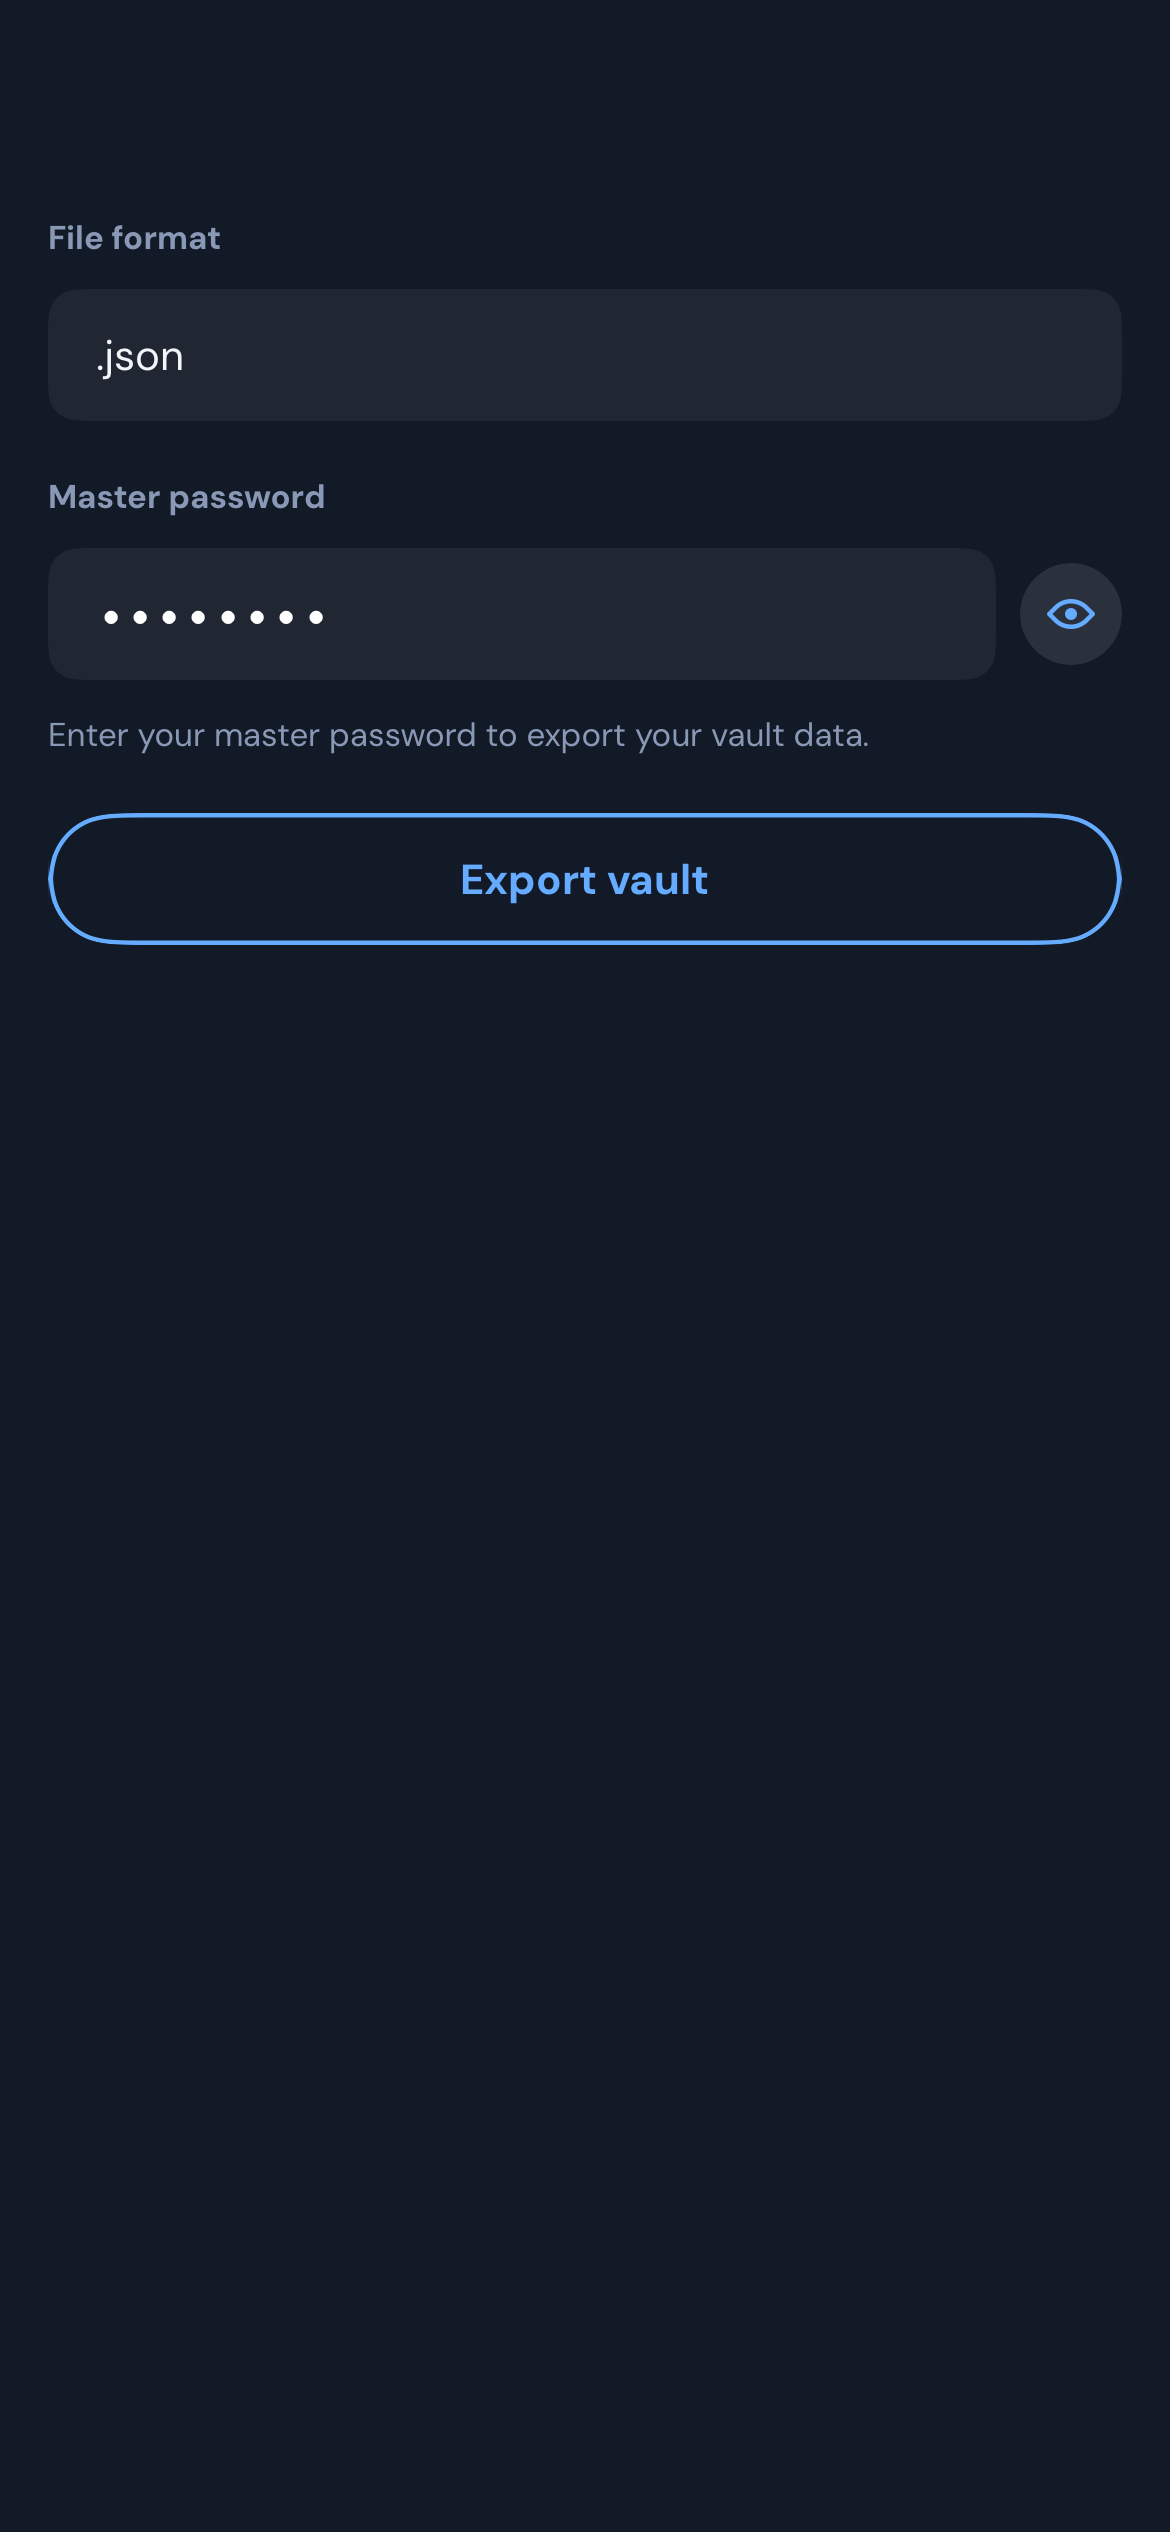 File format
.json
Master password
••••••••
Enter your master password to export your vault data.
Export vault